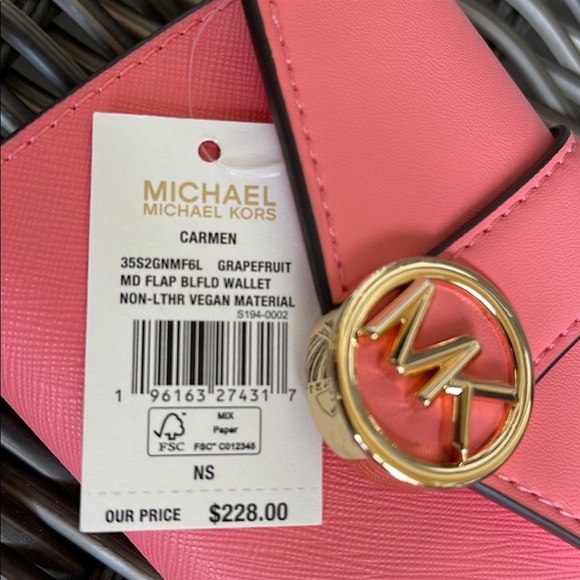 MICHAEL
MICHAEL KORS
CARMEN
35S2GNMF6L GRAPEFRUIT
MD FLAP BLFLD WALLET
NON-LTHR VEGAN MATERIAL
S194-0002
1 96163 27431 7
FSC
MIX
Paper
FSC® C012345
NS
OUR PRICE $228.00
MK